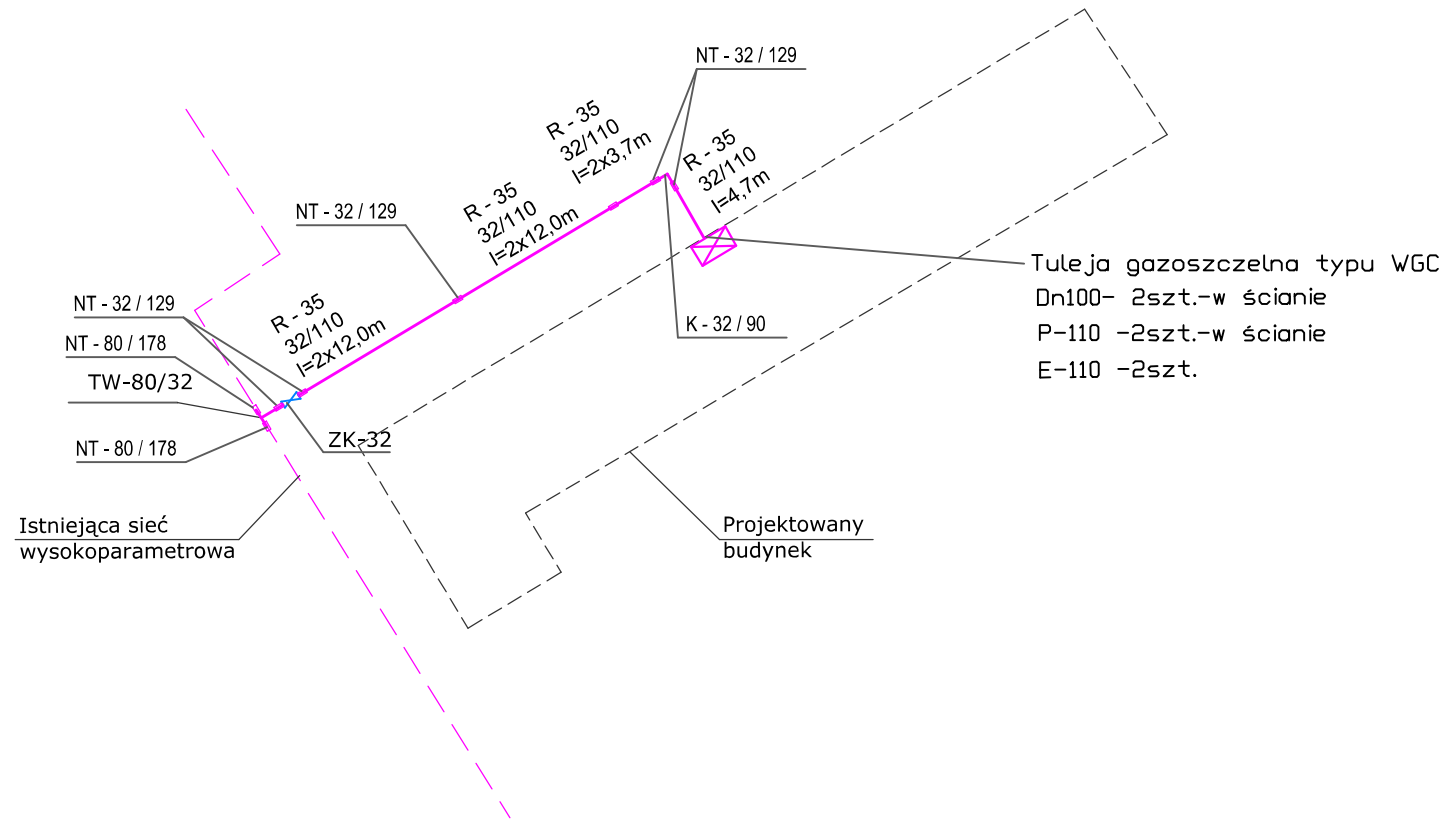 NT - 32 / 129
R - 35
32/110
l=2x3,7m
R - 35
32/110
l=4,7m
R - 35
32/110
l=2x12,0m
NT - 32 / 129
Tuleja gazoszczelna typu WGC
Dn100- 2szt.-w ścianie
P-110 -2szt.-w ścianie
E-110 -2szt.
NT - 32 / 129
R - 35
32/110
l=2x12,0m
K - 32 / 90
NT - 80 / 178
TW-80/32
NT - 80 / 178
ZK-32
Istniejąca sieć
wysokoparametrowa
Projektowany
budynek